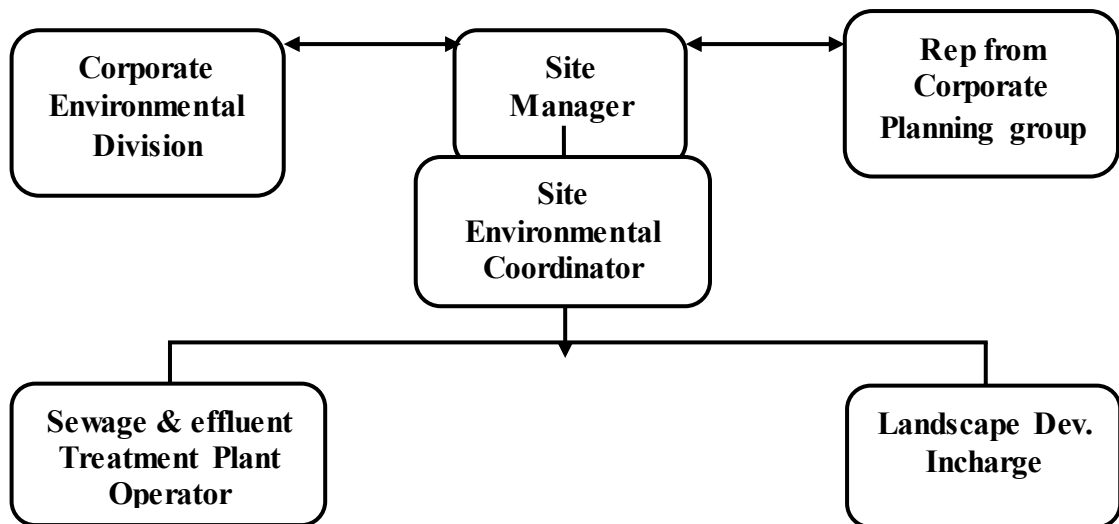 Corporate
Environmental
Division
Site
Manager
Rep from
Corporate
Planning group
Site
Environmental
Coordinator
Sewage & effluent
Treatment Plant
Operator
Landscape Dev.
Incharge